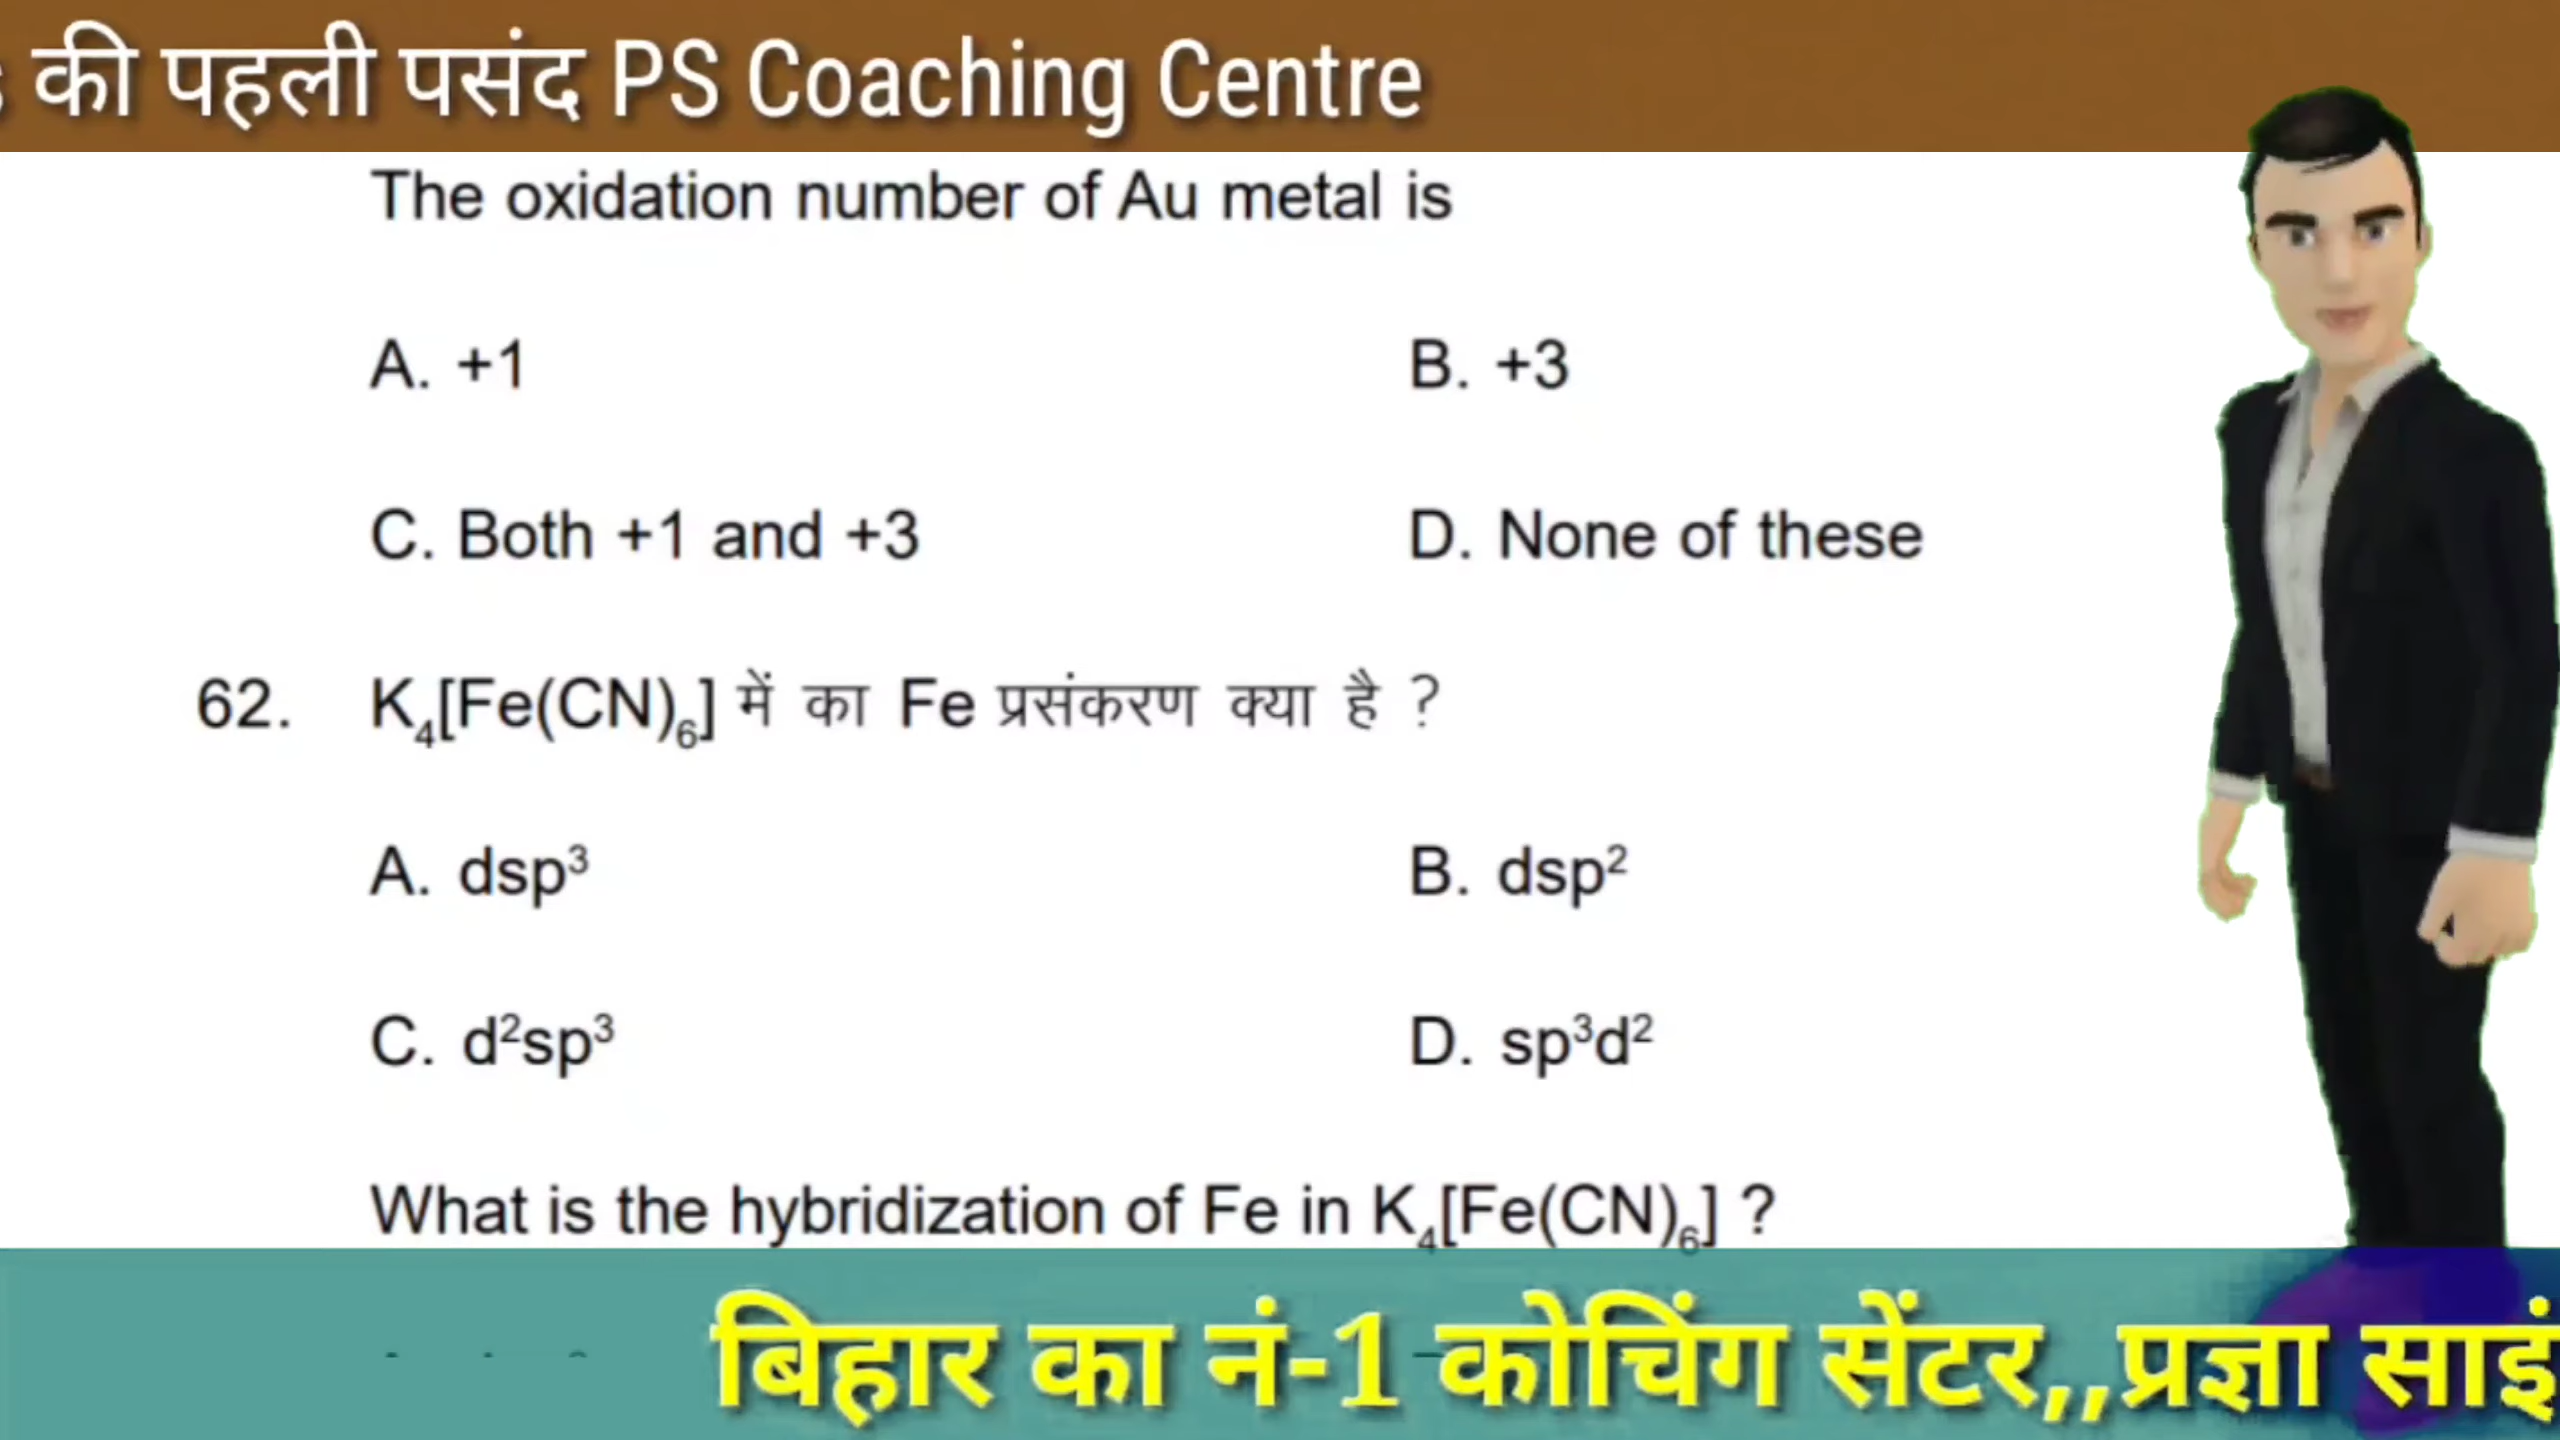 की पहली पसंद PS Coaching Centre
The oxidation number of Au metal is
A. +1 B. +3
C. Both +1 and +3 D. None of these
62. K₄[Fe(CN)₆] में का Fe प्रसंकरण क्या है ?
A. dsp³ B. dsp²
C. d²sp³ D. sp³d²
What is the hybridization of Fe in K₄[Fe(CN)₆] ?
बिहार का नं-1 कोचिंग सेंटर,,प्रज्ञा साइं